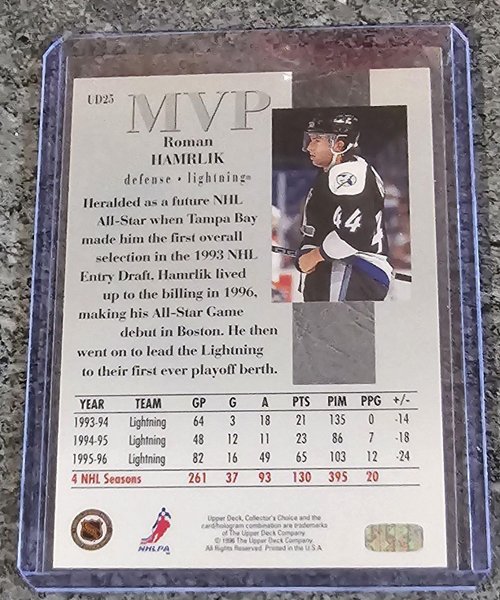 UD25
MVP
Roman
HAMRLIK
defense • lightning®
Heralded as a future NHL
All-Star when Tampa Bay
made him the first overall
selection in the 1993 NHL
Entry Draft, Hamrlik lived
up to the billing in 1996,
making his All-Star Game
debut in Boston. He then
went on to lead the Lightning
to their first ever playoff berth.
44
YEAR TEAM GP G A PTS PIM PPG +/-
1993-94 Lightning 64 3 18 21 135 0 -14
1994-95 Lightning 48 12 11 23 86 7 -18
1995-96 Lightning 82 16 49 65 103 12 -24
4 NHL Seasons 261 37 93 130 395 20
NHLPA
Upper Deck, Collector's Choice and the
card/hologram combination are trademarks
of The Upper Deck Company.
© 1996 The Upper Deck Company.
All Rights Reserved. Printed in the U.S.A.